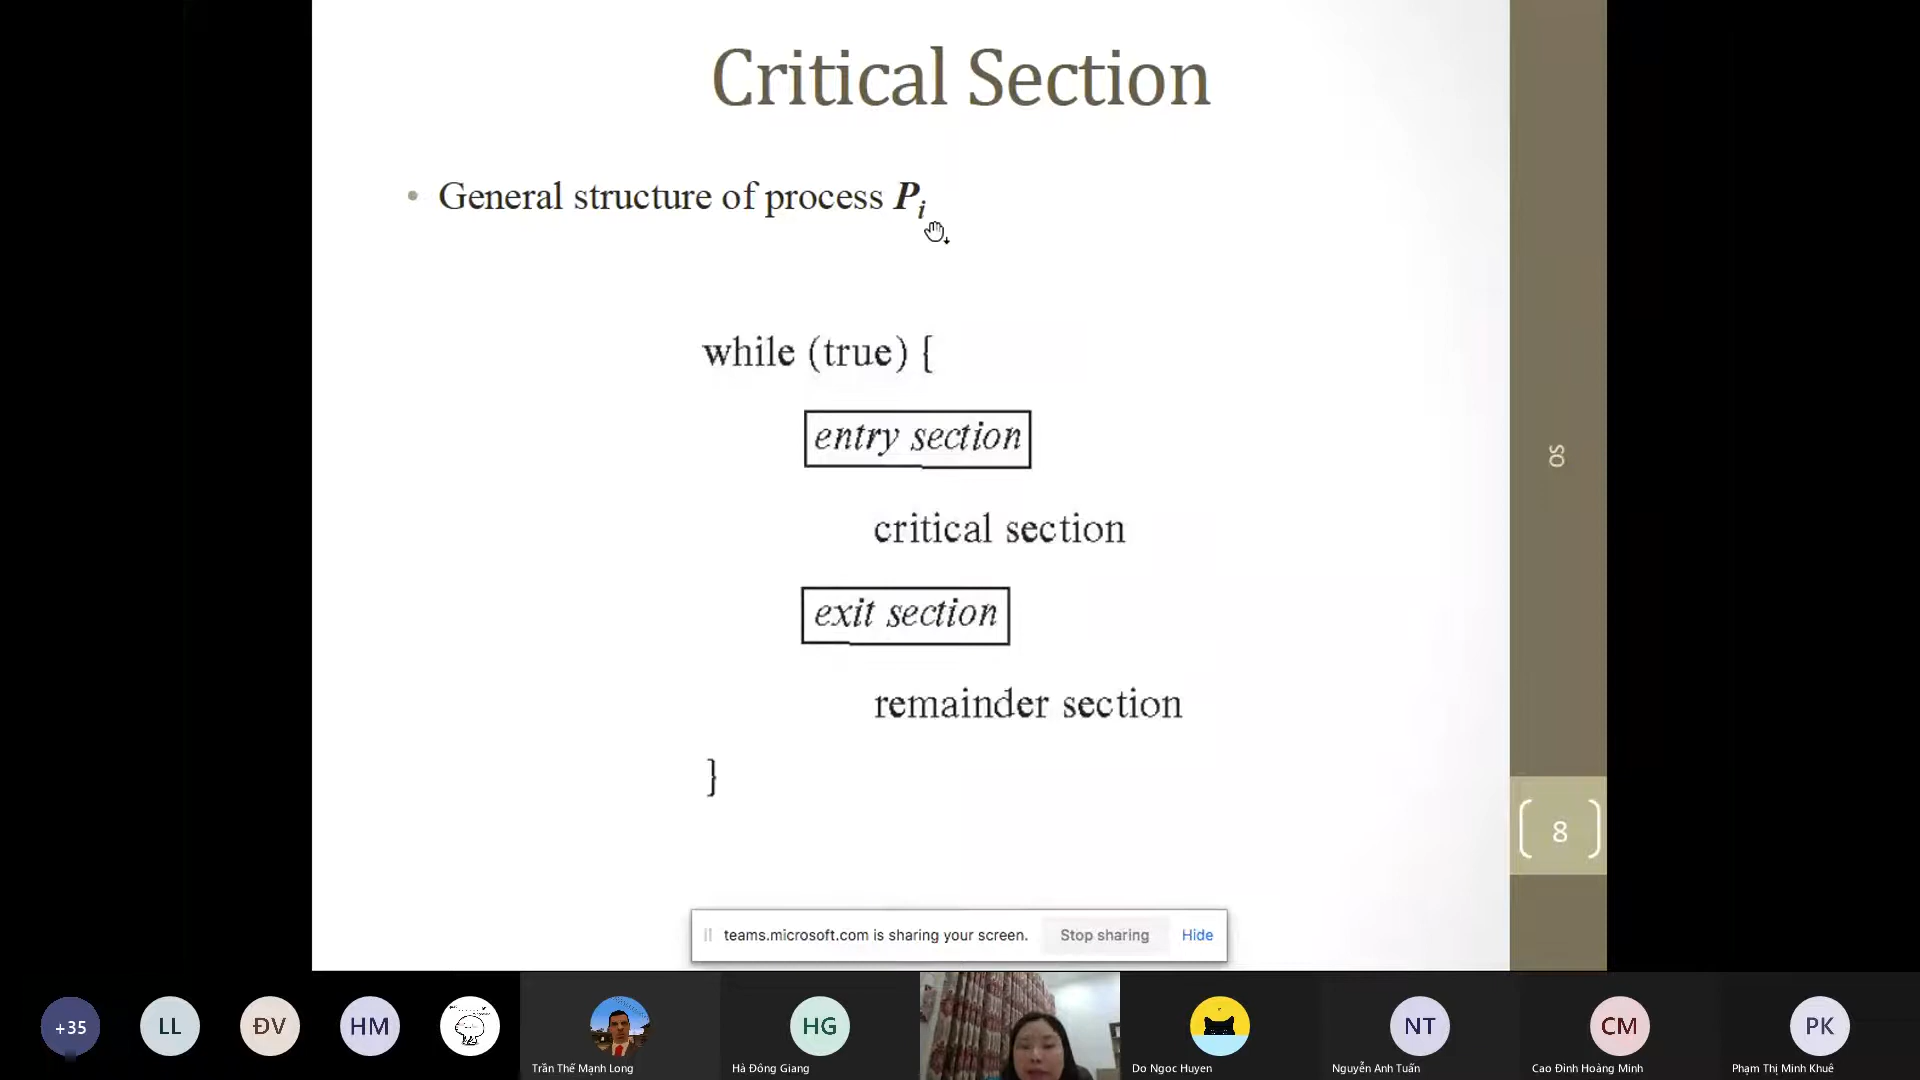 Critical Section
• General structure of process Pi
while (true) {
entry section
critical section
exit section
remainder section
}
OS
8
teams.microsoft.com is sharing your screen. Stop sharing Hide
+35 LL ĐV HM HG NT CM PK
Trần Thế Mạnh Long Hà Đông Giang Do Ngoc Huyen Nguyễn Anh Tuấn Cao Đình Hoàng Minh Phạm Thị Minh Khuê